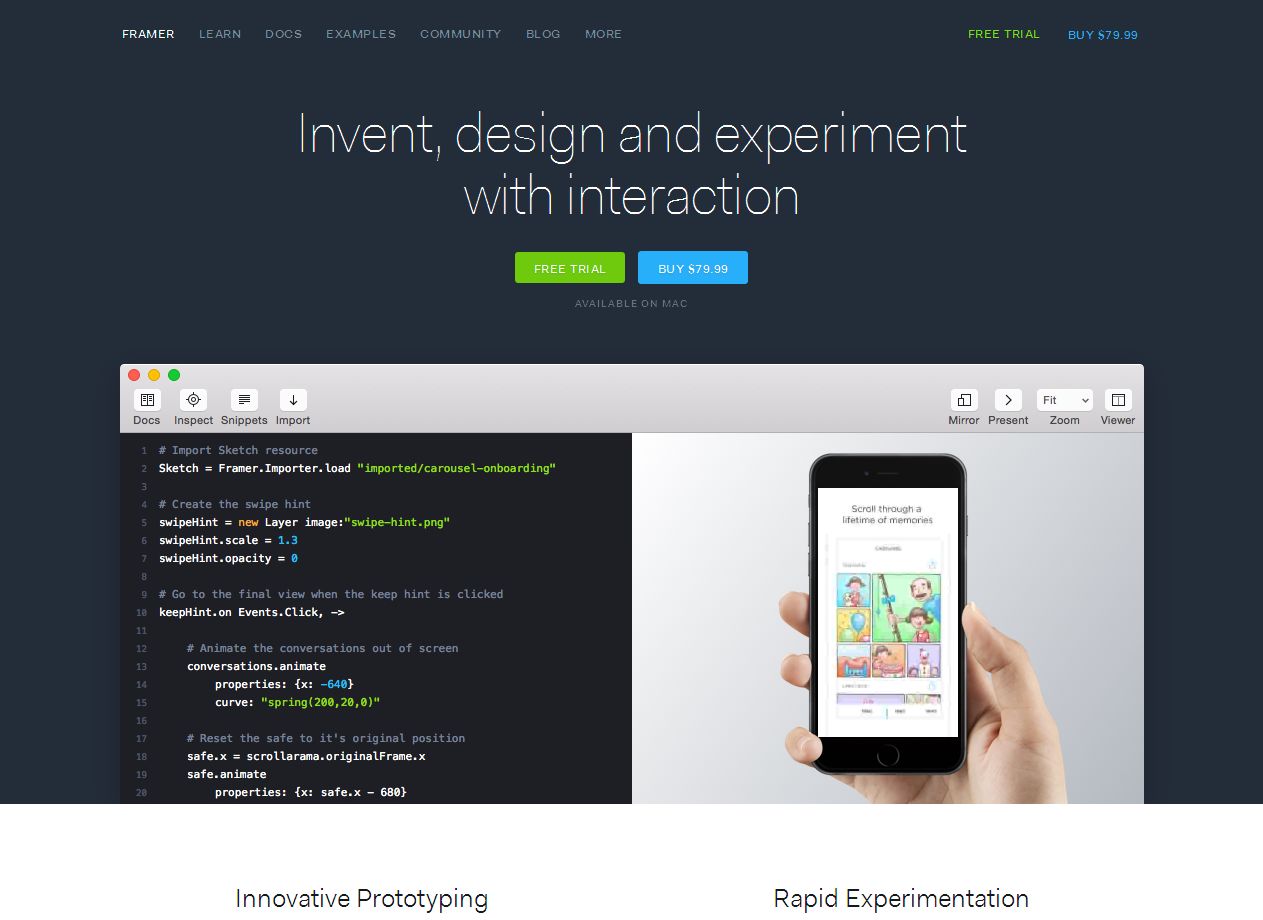 FRAMER LEARN DOCS EXAMPLES COMMUNITY BLOG MORE FREE TRIAL BUY $79.99
Invent, design and experiment
with interaction
FREE TRIAL BUY $79.99
AVAILABLE ON MAC
Docs Inspect Snippets Import Mirror Present Fit Zoom Viewer
1 # Import Sketch resource
2 Sketch = Framer.Importer.load "imported/carousel-onboarding"
3
4 # Create the swipe hint
5 swipeHint = new Layer image:"swipe-hint.png"
6 swipeHint.scale = 1.3
7 swipeHint.opacity = 0
8
9 # Go to the final view when the keep hint is clicked
10 keepHint.on Events.Click, ->
11
12 # Animate the conversations out of screen
13 conversations.animate
14 properties: {x: -640}
15 curve: "spring(200,20,0)"
16
17 # Reset the safe to it's original position
18 safe.x = scrollarama.originalFrame.x
19 safe.animate
20 properties: {x: safe.x - 680}
Scroll through a
lifetime of memories
CAROUSEL
Innovative Prototyping
Rapid Experimentation